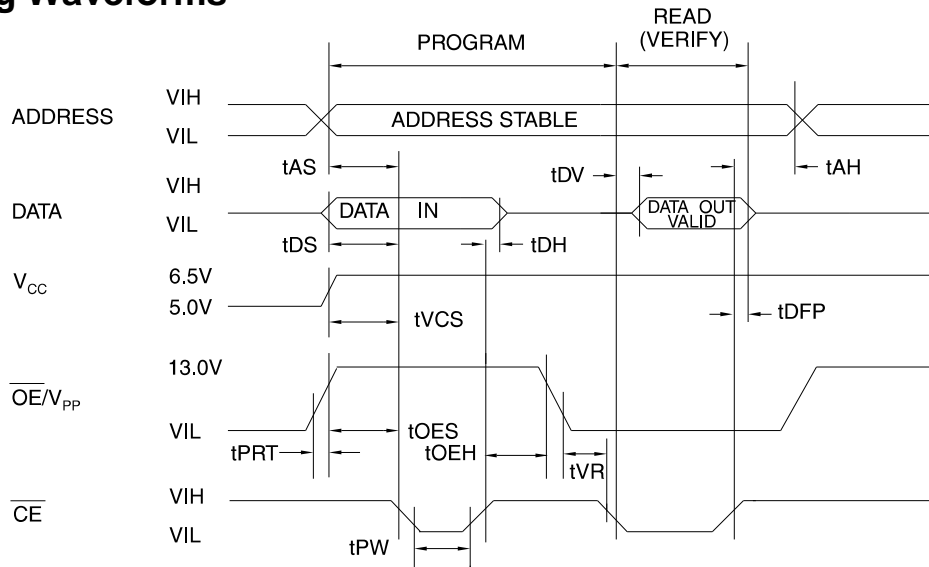 g Waveforms
READ
(VERIFY)
PROGRAM
ADDRESS
VIH
VIL
ADDRESS STABLE
tAS
tDV
tAH
DATA
VIH
VIL
DATA IN
DATA OUT
VALID
tDS
tDH
VCC
6.5V
5.0V
tVCS
tDFP
OE/VPP
13.0V
VIL
tPRT
tOES
tOEH
tVR
CE
VIH
VIL
tPW